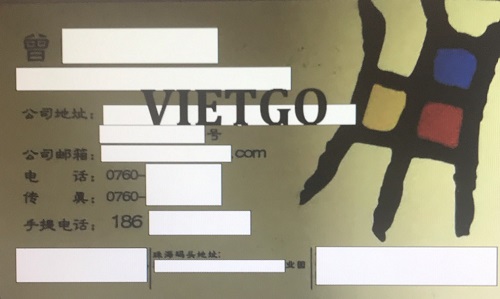 曾
公司地址:
VIETGO
号
公司邮箱: .com
电 话: 0760-
传 真: 0760-
手提电话: 186
珠海码头地址:
业园